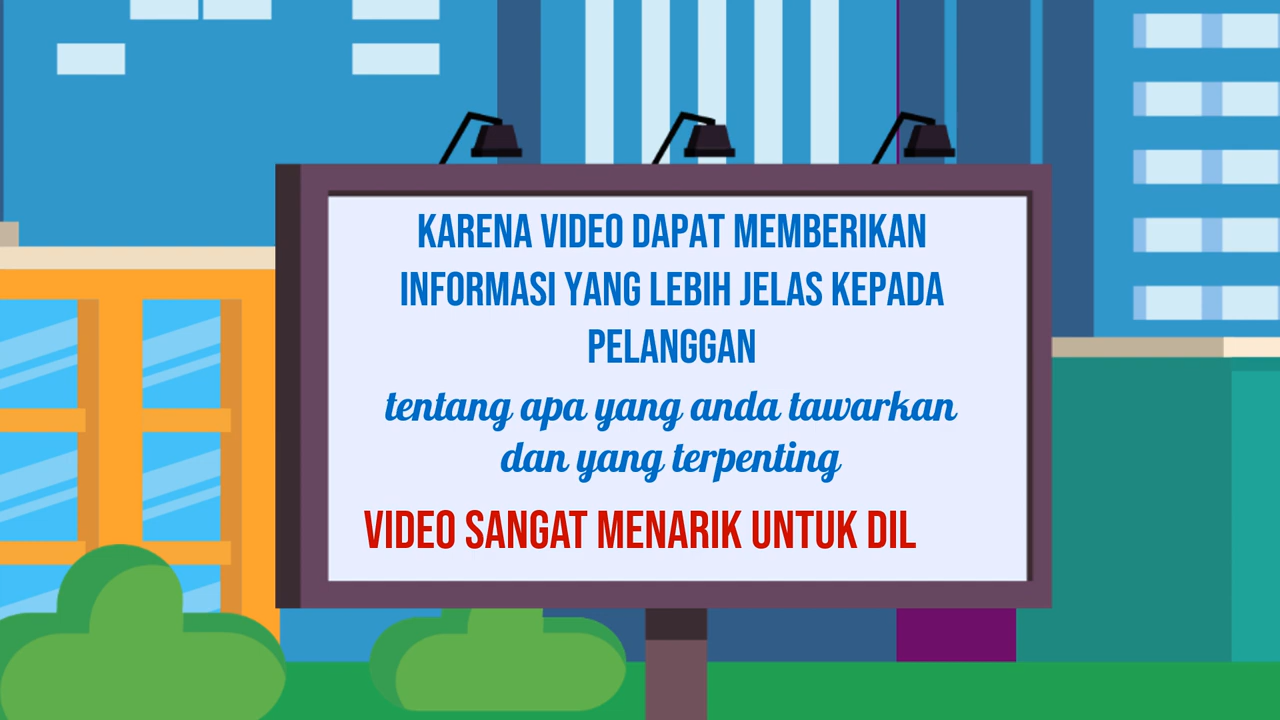 KARENA VIDEO DAPAT MEMBERIKAN
INFORMASI YANG LEBIH JELAS KEPADA
PELANGGAN
tentang apa yang anda tawarkan
dan yang terpenting
VIDEO SANGAT MENARIK UNTUK DIL